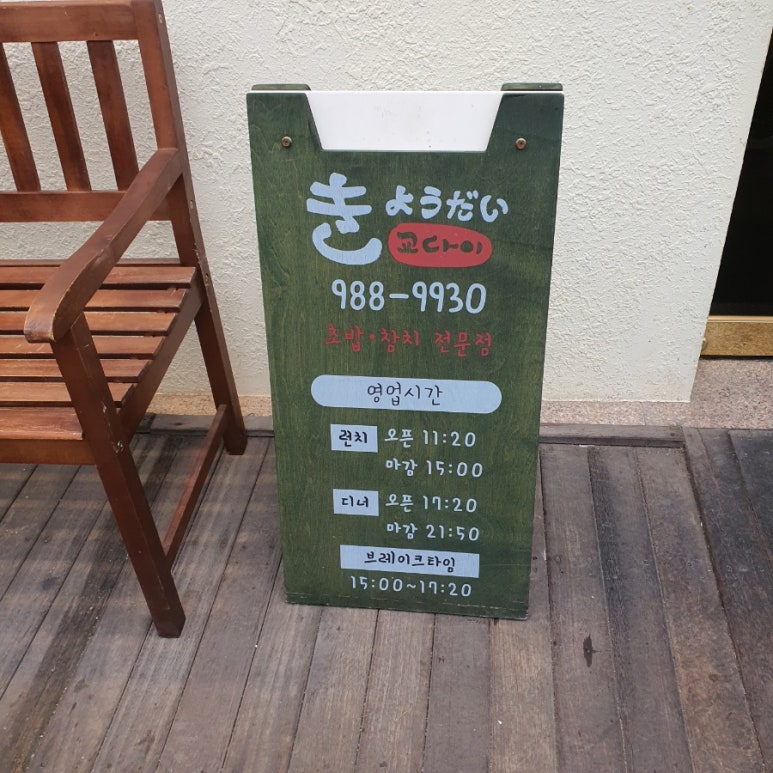 きようだい
교다이
988-9930
초밥·참치 전문점
영업시간
런치 오픈 11:20
마감 15:00
디너 오픈 17:20
마감 21:50
브레이크타임
15:00~17:20